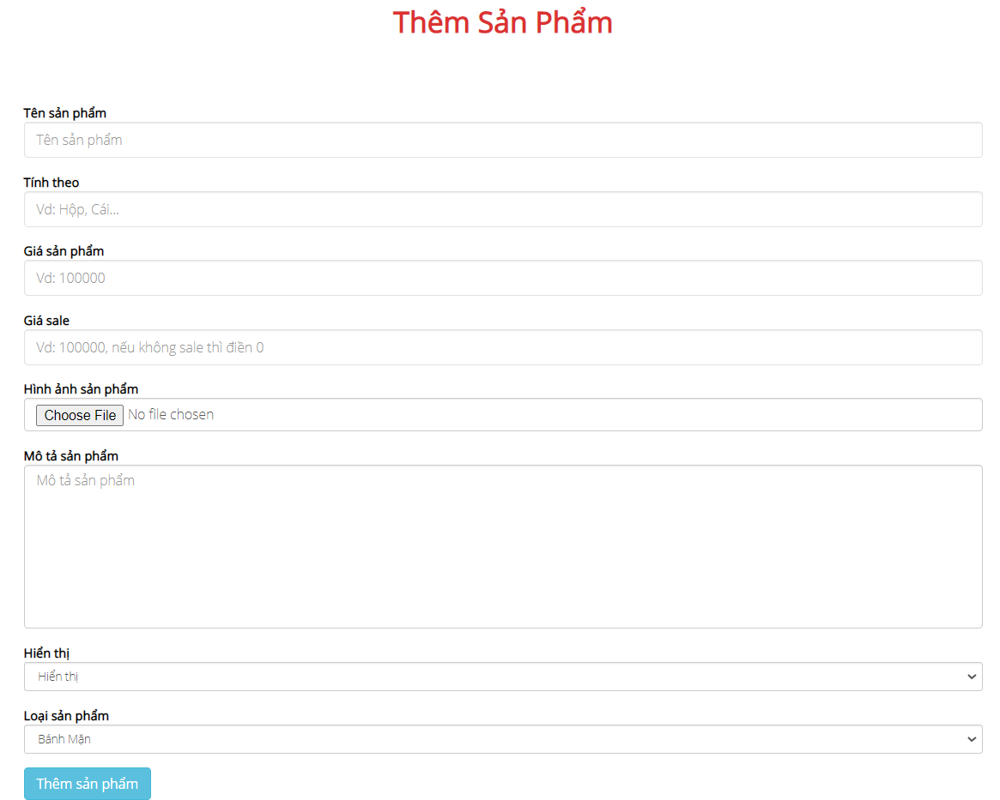 Thêm Sản Phẩm
Tên sản phẩm
Tên sản phẩm
Tính theo
Vd: Hộp, Cái...
Giá sản phẩm
Vd: 100000
Giá sale
Vd: 100000, nếu không sale thì điền 0
Hình ảnh sản phẩm
Choose File No file chosen
Mô tả sản phẩm
Mô tả sản phẩm
Hiển thị
Hiển thị
Loại sản phẩm
Bánh Mặn
Thêm sản phẩm